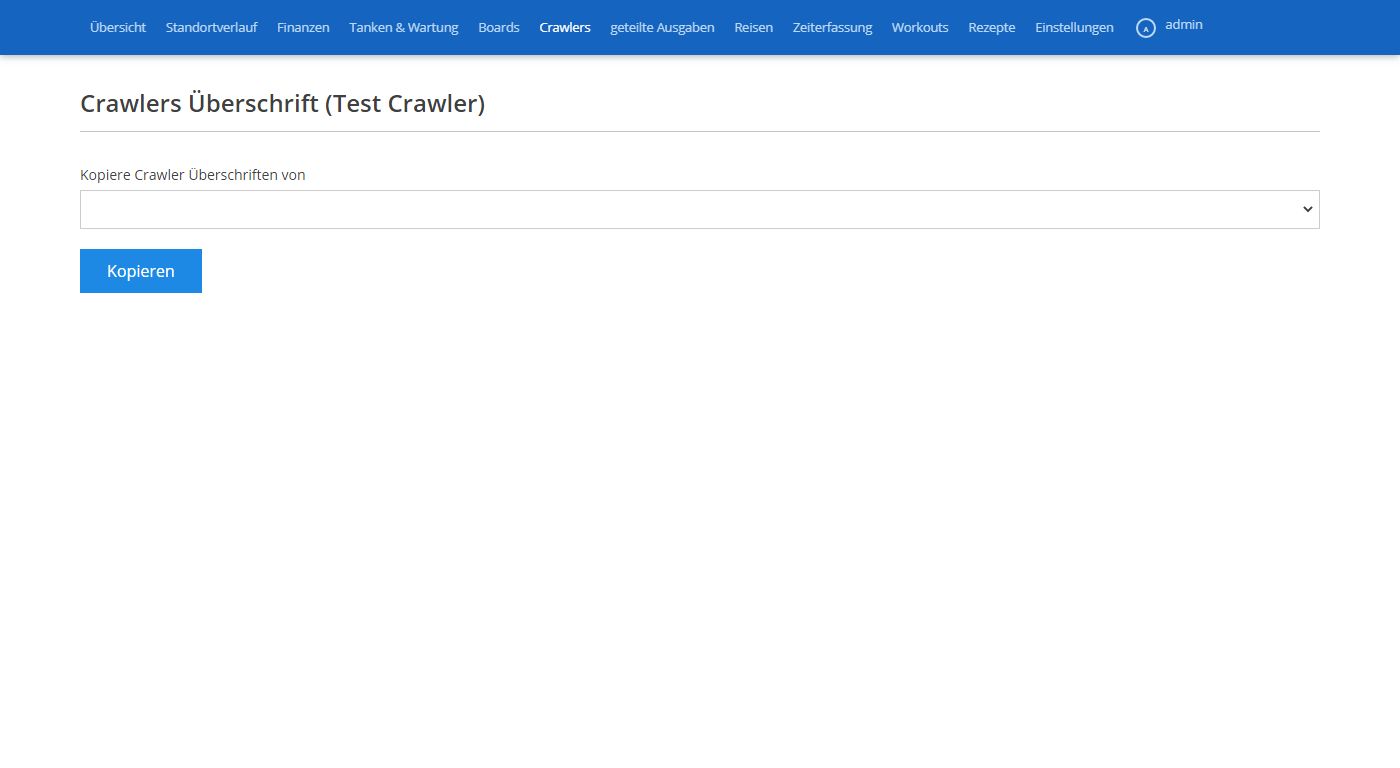 Übersicht Standortverlauf Finanzen Tanken & Wartung Boards Crawlers geteilte Ausgaben Reisen Zeiterfassung Workouts Rezepte Einstellungen A admin
Crawlers Überschrift (Test Crawler)
Kopiere Crawler Überschriften von
Kopieren